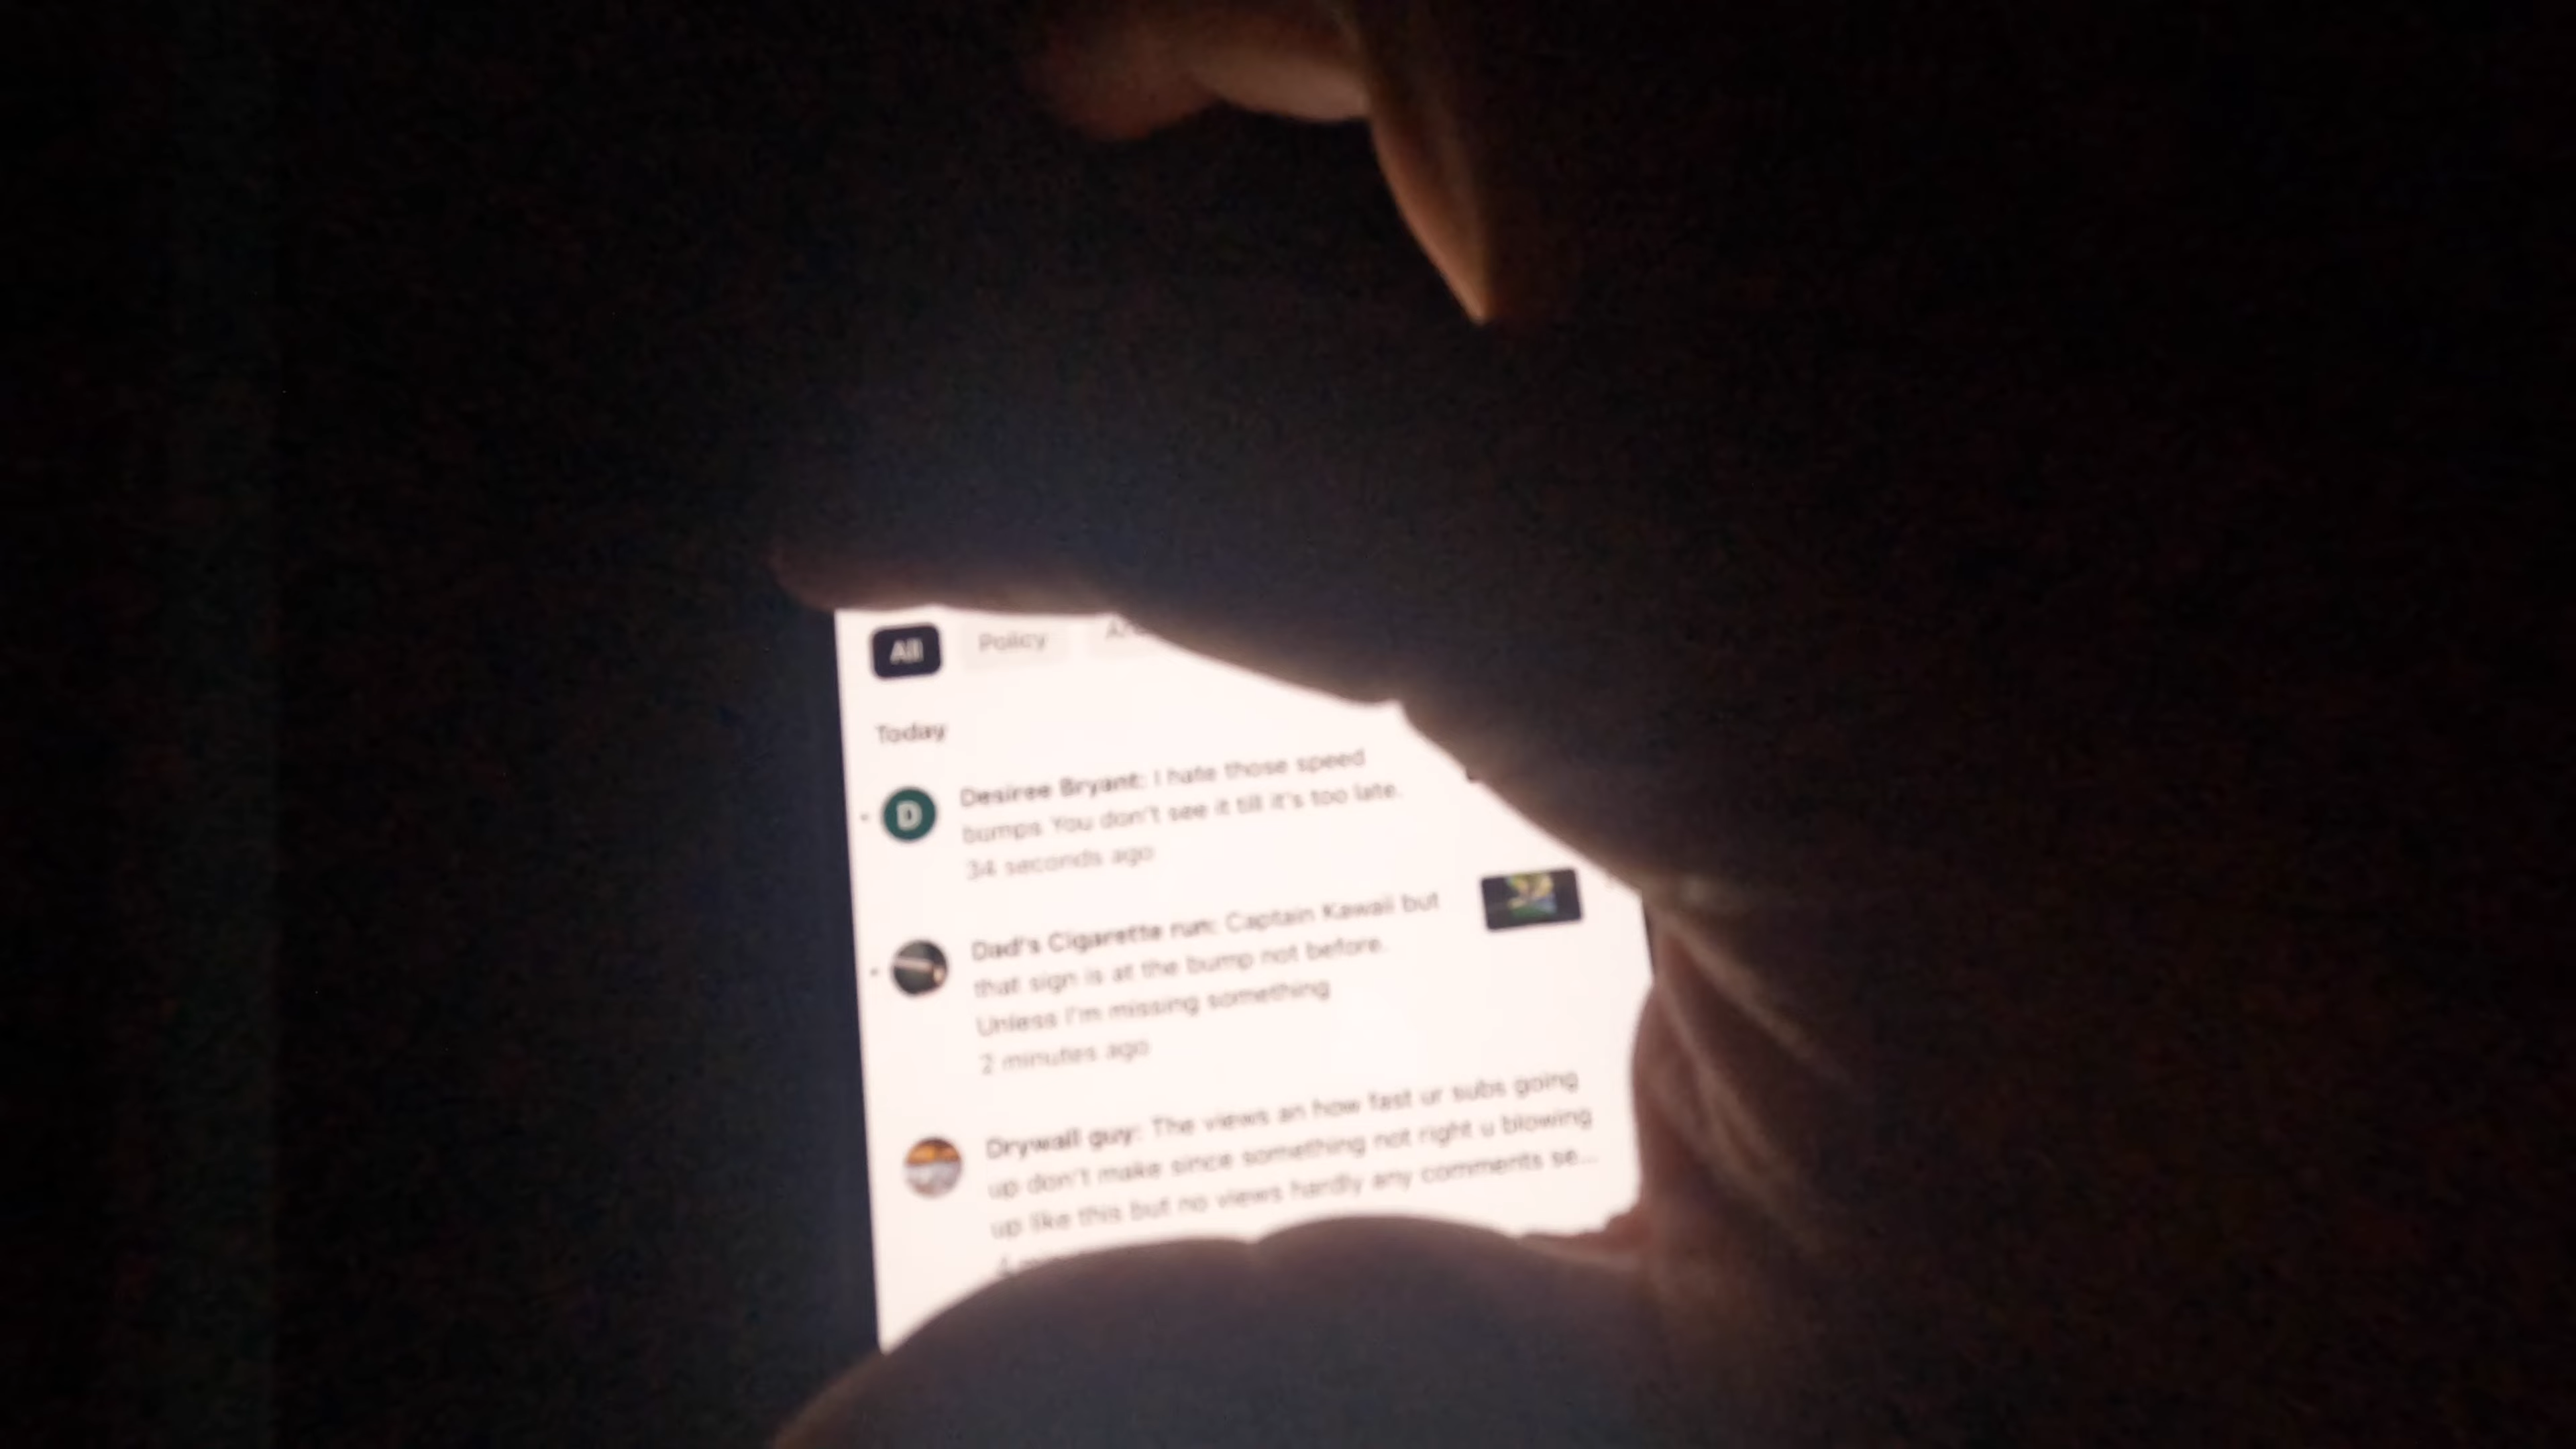 All
Policy
Today
D
Desiree Bryant: I hate those speed
bumps You don't see it till it's too late.
34 seconds ago
Dad's Cigarette run: Captain Kawaii but
that sign is at the bump not before.
Unless I'm missing something
2 minutes ago
Drywall guy: The views an how fast ur subs going
up don't make since something not right u blowing
up like this but no views hardly any comments se...